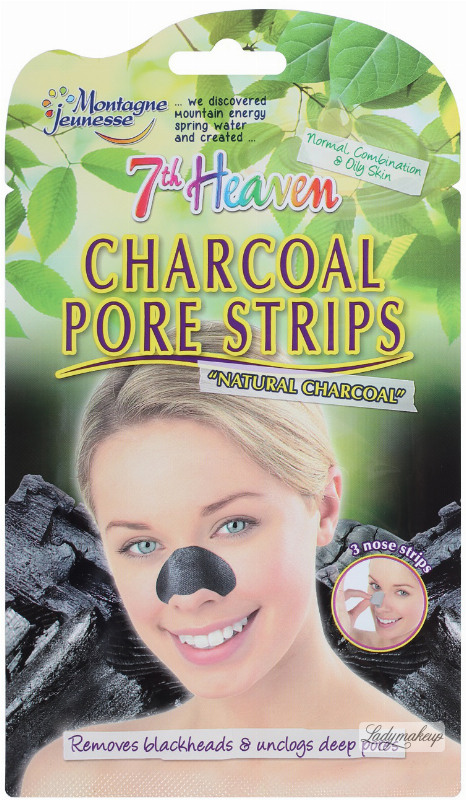 Montagne
Jeunesse
... we discovered
mountain energy
spring water
and created ...
Normal Combination
& Oily Skin
7th Heaven
CHARCOAL
PORE STRIPS
"NATURAL CHARCOAL"
3 nose strips
Removes blackheads & unclogs deep pores
Ladymakeup